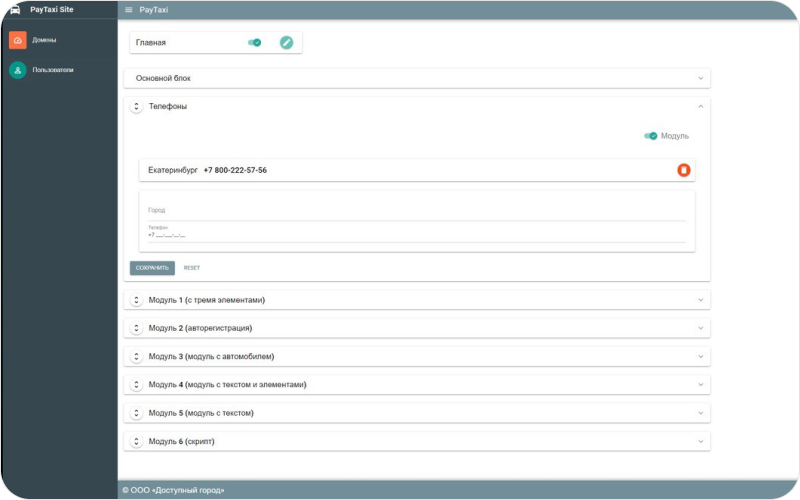 PayTaxi Site
PayTaxi
Домены
Пользователи
Главная
Основной блок
Телефоны
Модуль
Екатеринбург +7 800-222-57-56
Город
Телефон
+7 ___-___-__-__
СОХРАНИТЬ RESET
Модуль 1 (с тремя элементами)
Модуль 2 (авторегистрация)
Модуль 3 (модуль с автомобилем)
Модуль 4 (модуль с текстом и элементами)
Модуль 5 (модуль с текстом)
Модуль 6 (скрипт)
© ООО «Доступный город»